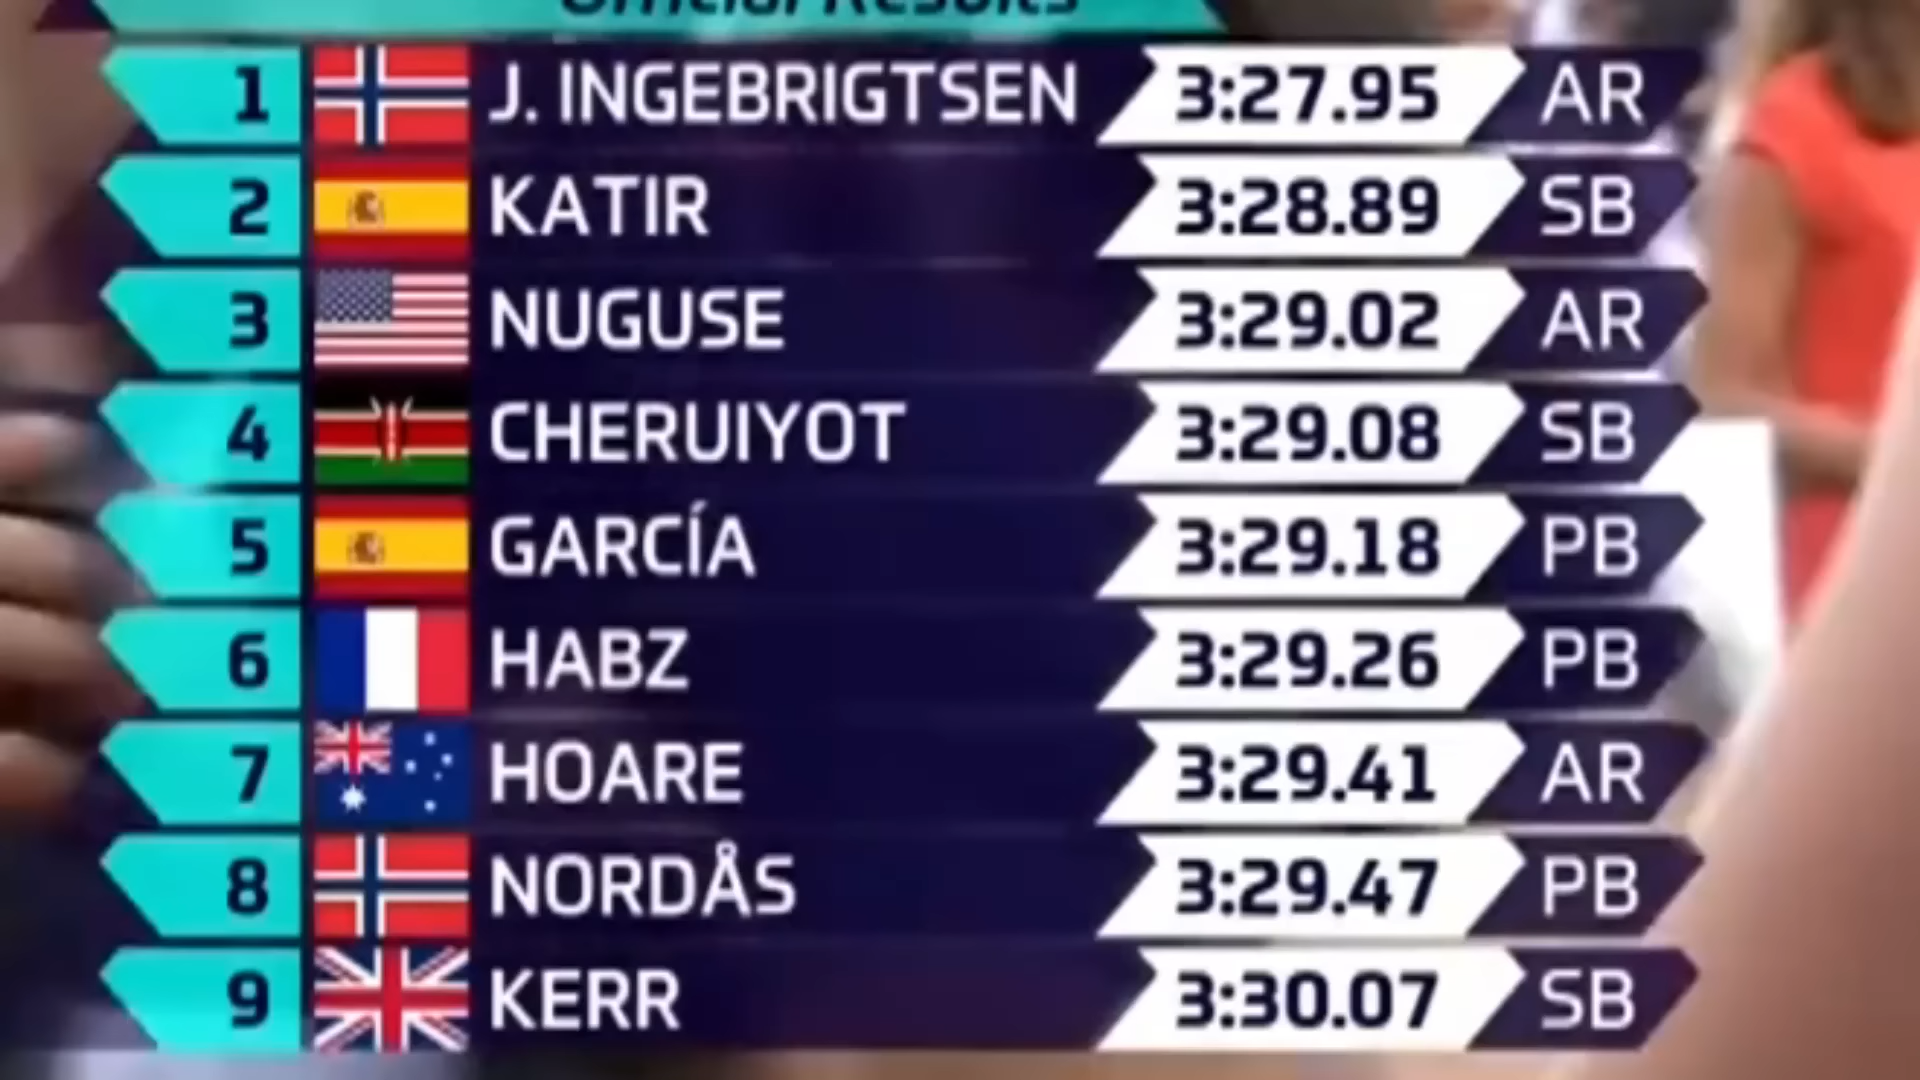 Official Results
1 J. INGEBRIGTSEN 3:27.95 AR
2 KATIR 3:28.89 SB
3 NUGUSE 3:29.02 AR
4 CHERUIYOT 3:29.08 SB
5 GARCÍA 3:29.18 PB
6 HABZ 3:29.26 PB
7 HOARE 3:29.41 AR
8 NORDÅS 3:29.47 PB
9 KERR 3:30.07 SB